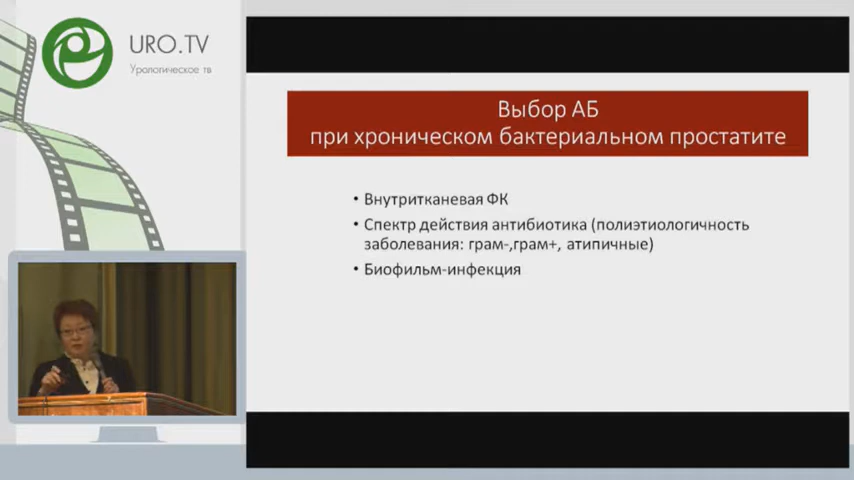 URO.TV
Урологическое тв
Выбор АБ
при хроническом бактериальном простатите
• Внутритканевая ФК
• Спектр действия антибиотика (полиэтиологичность
заболевания: грам-,грам+, атипичные)
• Биофильм-инфекция